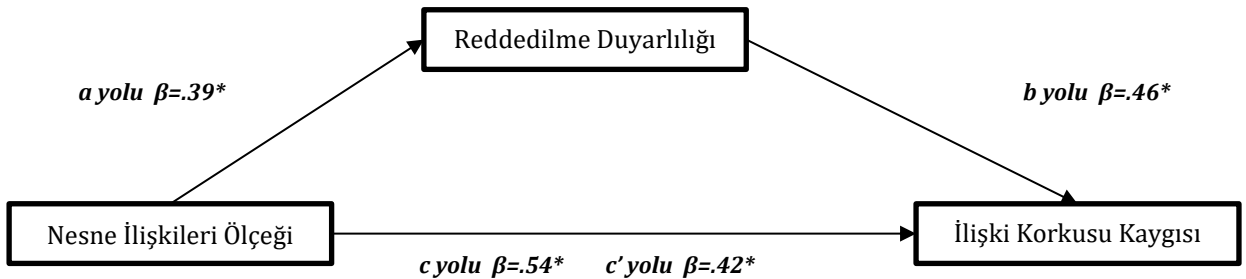 Reddedilme Duyarlılığı
a yolu β=.39*
b yolu β=.46*
Nesne İlişkileri Ölçeği
İlişki Korkusu Kaygısı
c yolu β=.54* c’ yolu β=.42*